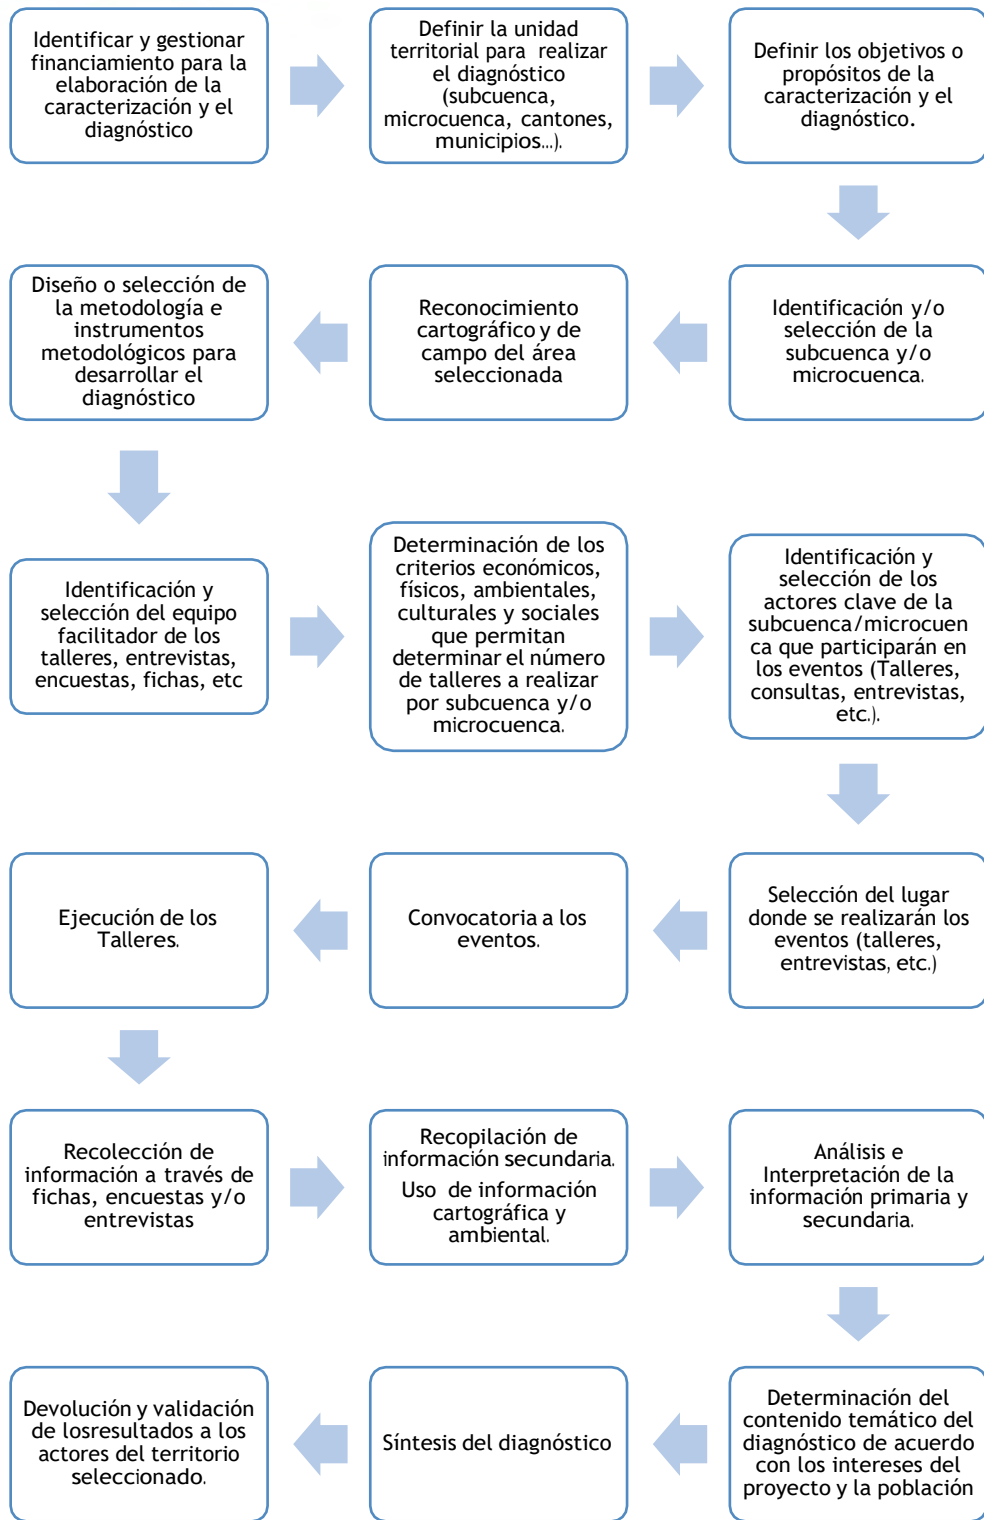 Identificar y gestionar
financiamiento para la
elaboración de la
caracterización y el
diagnóstico
Definir la unidad
territorial para realizar
el diagnóstico
(subcuenca,
microcuenca, cantones,
municipios…).
Definir los objetivos o
propósitos de la
caracterización y el
diagnóstico.
Identificación y/o
selección de la
subcuenca y/o
microcuenca.
Reconocimiento
cartográfico y de
campo del área
seleccionada
Diseño o selección de
la metodología e
instrumentos
metodológicos para
desarrollar el
diagnóstico
Identificación y
selección del equipo
facilitador de los
talleres, entrevistas,
encuestas, fichas, etc
Determinación de los
criterios económicos,
físicos, ambientales,
culturales y sociales
que permitan
determinar el número
de talleres a realizar
por subcuenca y/o
microcuenca.
Identificación y
selección de los
actores clave de la
subcuenca/microcuen
ca que participarán en
los eventos (Talleres,
consultas, entrevistas,
etc.).
Selección del lugar
donde se realizarán los
eventos (talleres,
entrevistas, etc.)
Convocatoria a los
eventos.
Ejecución de los
Talleres.
Recolección de
información a través de
fichas, encuestas y/o
entrevistas
Recopilación de
información secundaria.
Uso de información
cartográfica y
ambiental.
Análisis e
Interpretación de la
información primaria y
secundaria.
Determinación del
contenido temático del
diagnóstico de acuerdo
con los intereses del
proyecto y la población
Síntesis del diagnóstico
Devolución y validación
de losresultados a los
actores del territorio
seleccionado.